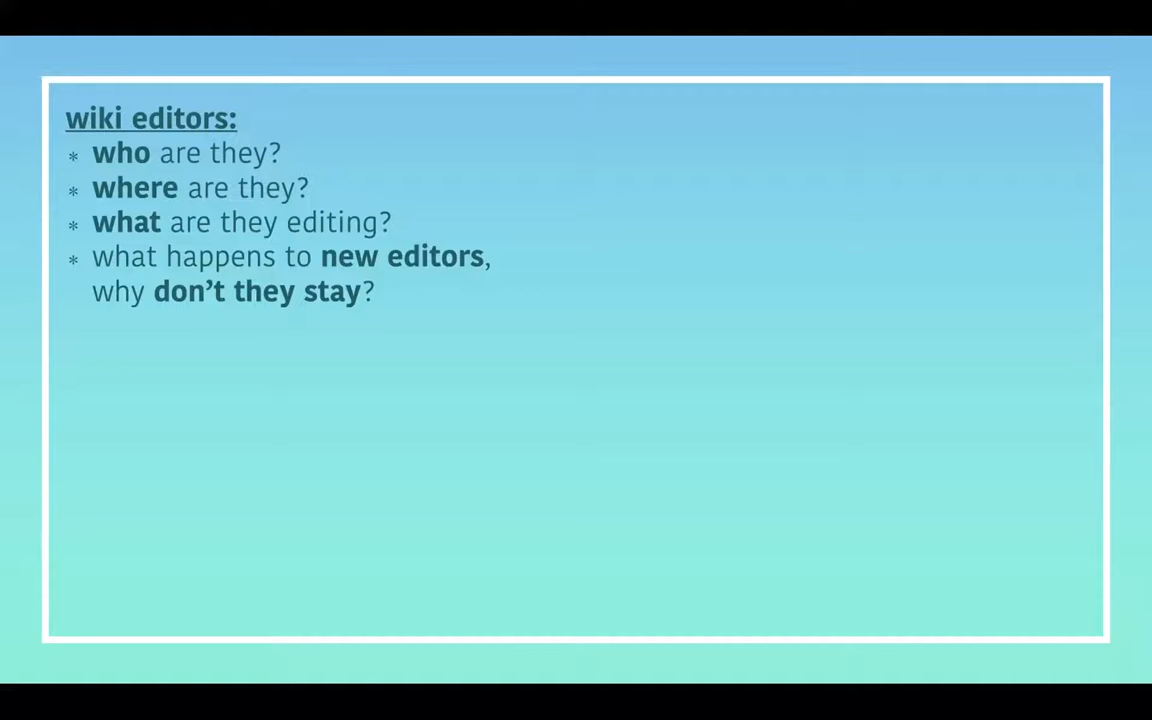 wiki editors:
* who are they?
* where are they?
* what are they editing?
* what happens to new editors,
why don’t they stay?